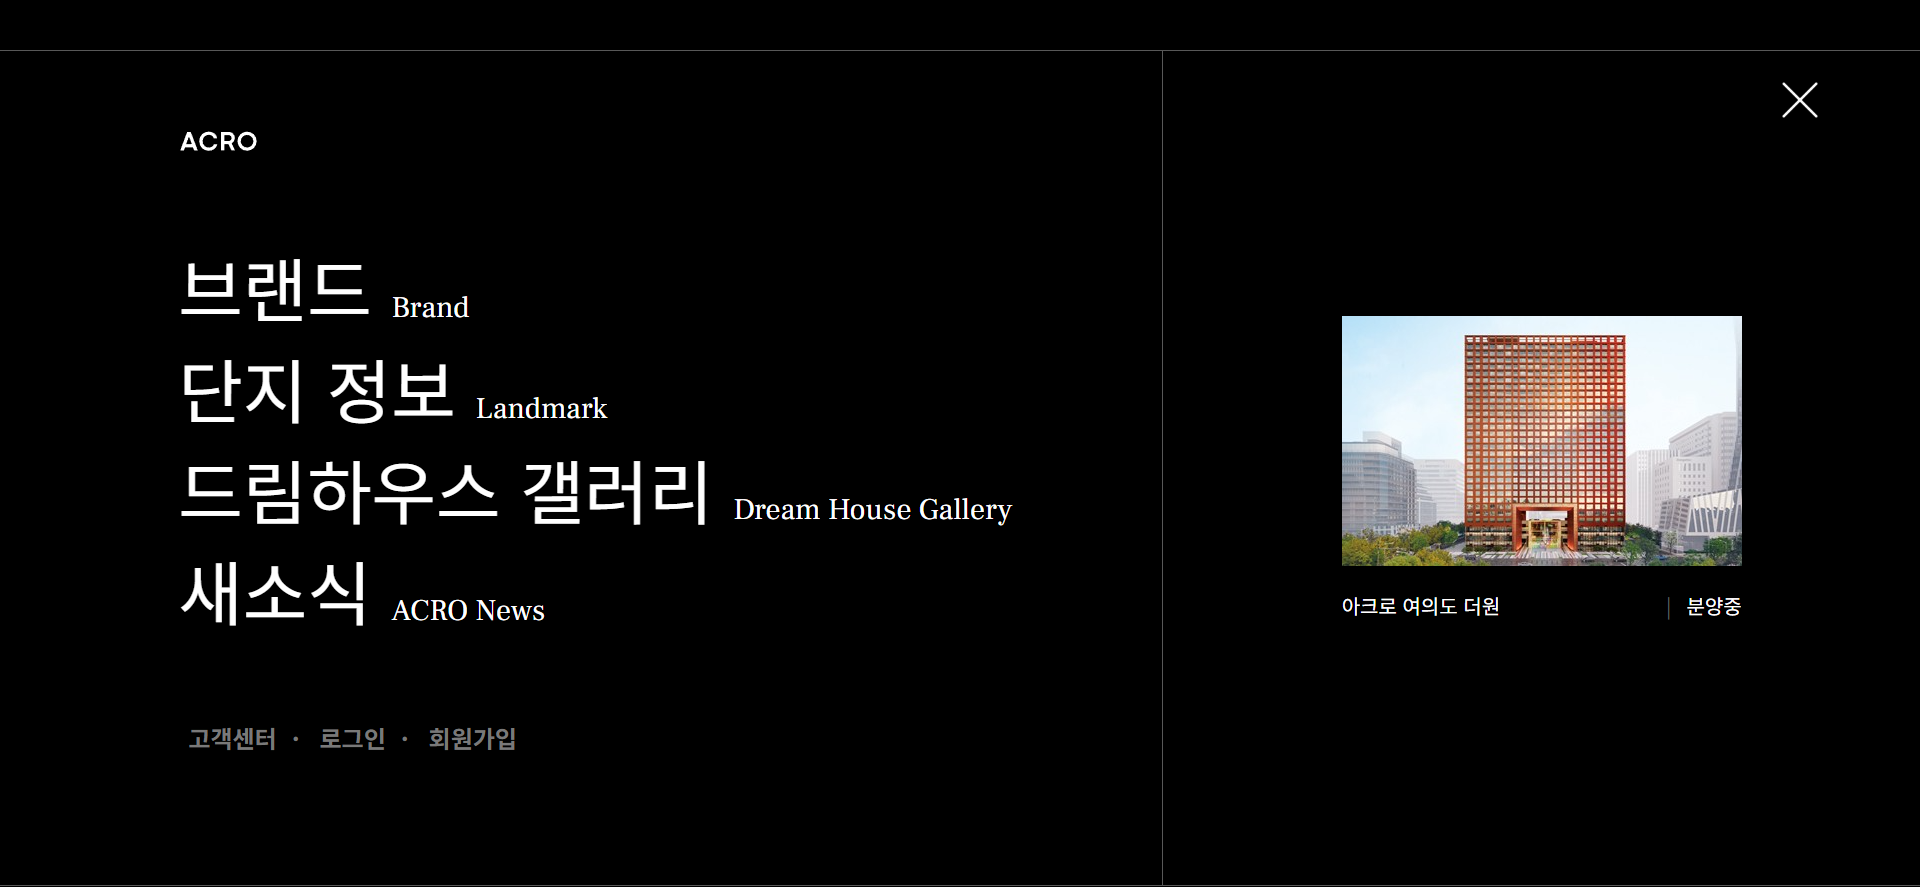 ACRO
브랜드 Brand
단지 정보 Landmark
드림하우스 갤러리 Dream House Gallery
새소식 ACRO News
고객센터 · 로그인 · 회원가입
아크로 여의도 더원 | 분양중